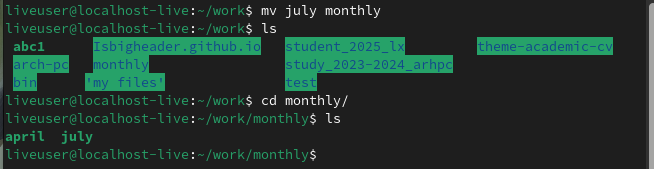 liveuser@localhost-live:~/work$ mv july monthly
liveuser@localhost-live:~/work$ ls
abc1 Isbigheader.github.io student_2025_lx theme-academic-cv
arch-pc monthly study_2023-2024_arhpc
bin 'my files' test
liveuser@localhost-live:~/work$ cd monthly/
liveuser@localhost-live:~/work/monthly$ ls
april july
liveuser@localhost-live:~/work/monthly$